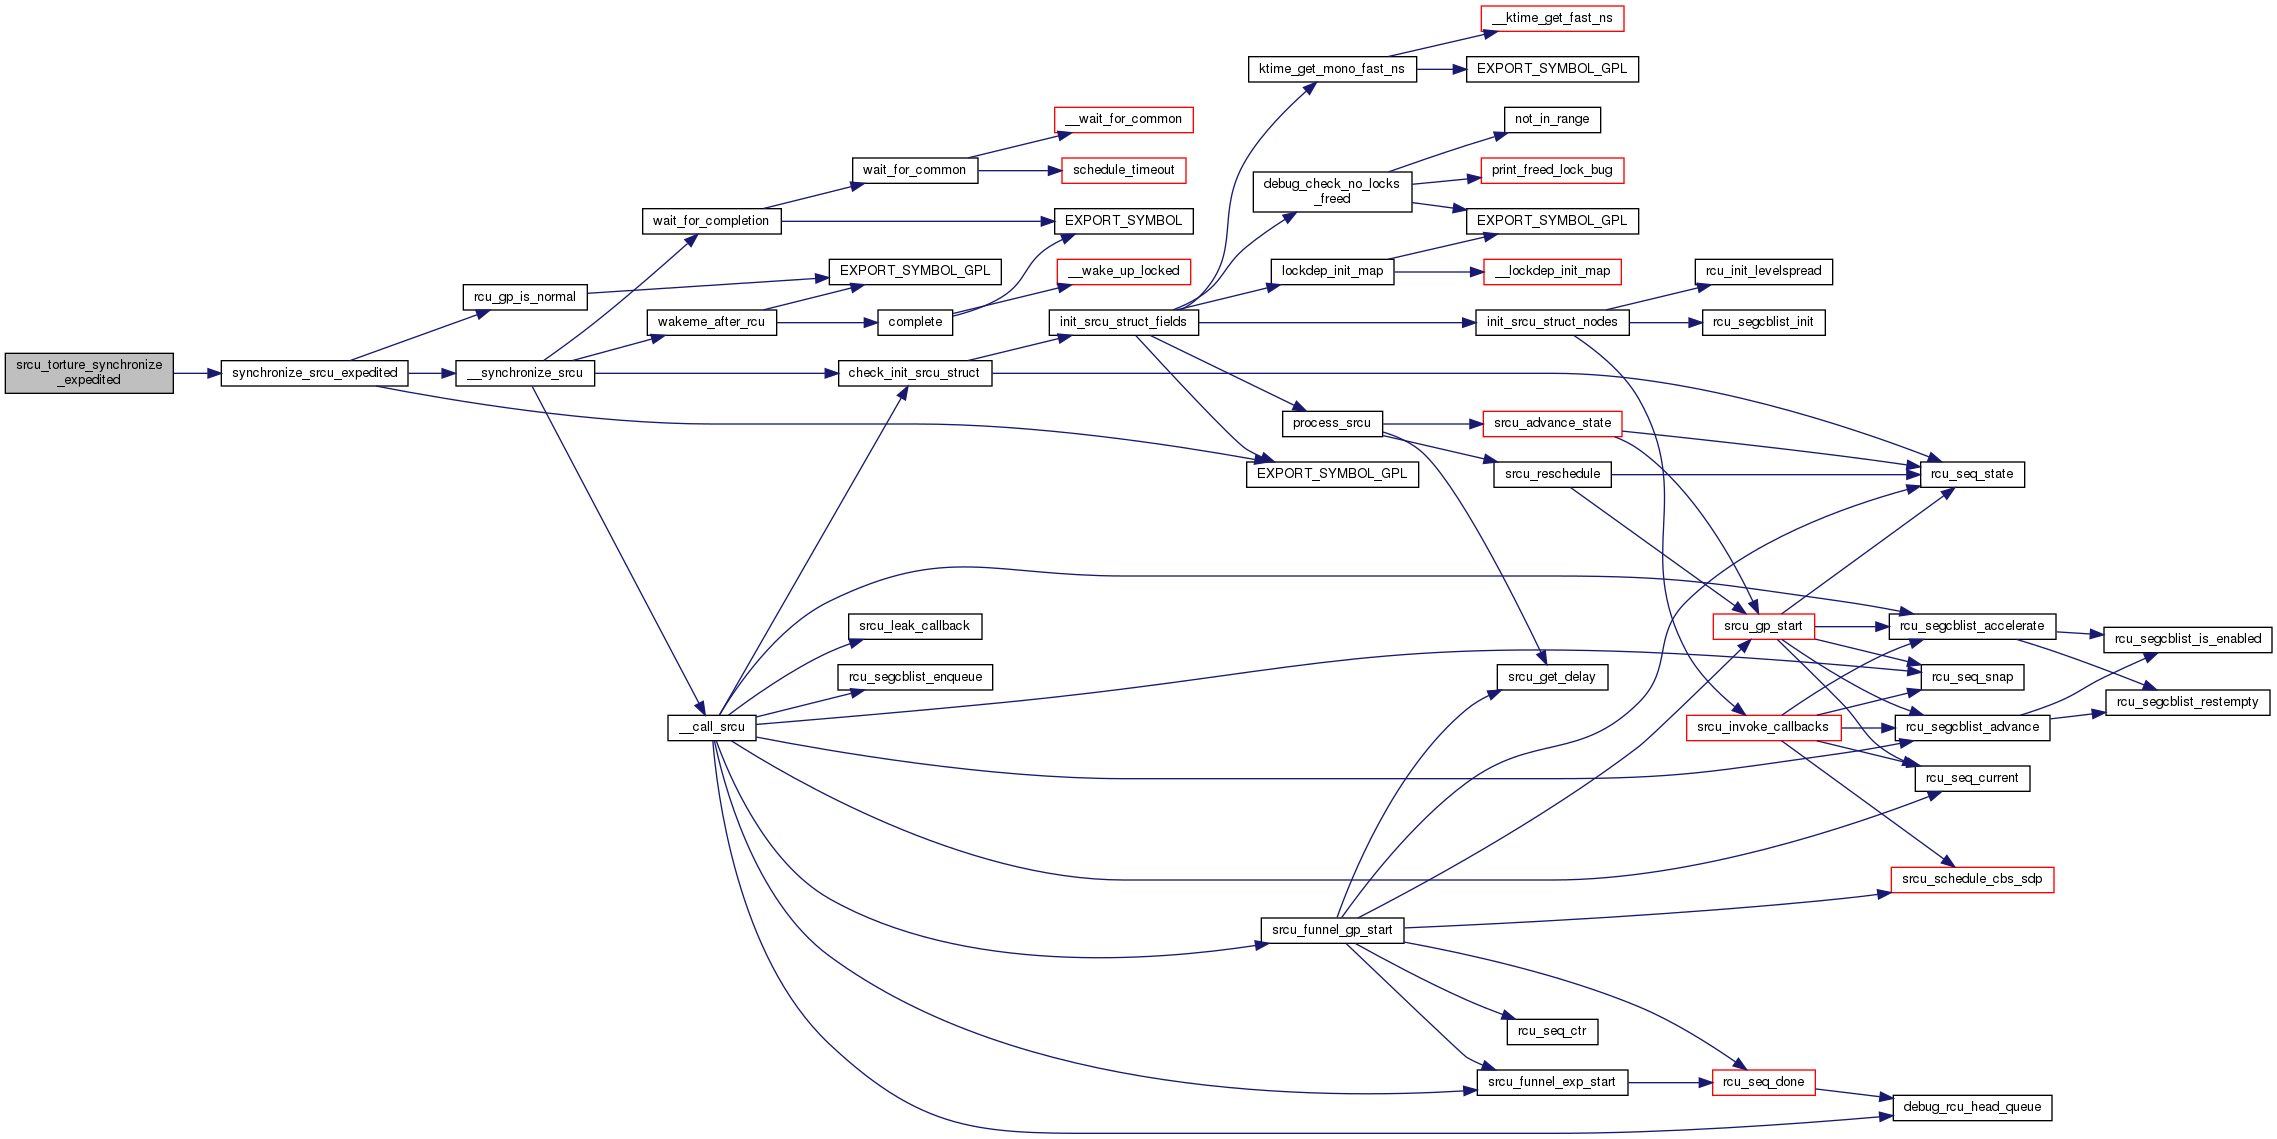 __ktime_get_fast_ns
ktime_get_mono_fast_ns
EXPORT_SYMBOL_GPL
__wait_for_common
not_in_range
wait_for_common
schedule_timeout
debug_check_no_locks
_freed
print_freed_lock_bug
wait_for_completion
EXPORT_SYMBOL
EXPORT_SYMBOL_GPL
EXPORT_SYMBOL_GPL
__wake_up_locked
lockdep_init_map
__lockdep_init_map
rcu_init_levelspread
rcu_gp_is_normal
wakeme_after_rcu
complete
init_srcu_struct_fields
init_srcu_struct_nodes
rcu_segcblist_init
srcu_torture_synchronize
_expedited
synchronize_srcu_expedited
__synchronize_srcu
check_init_srcu_struct
process_srcu
srcu_advance_state
EXPORT_SYMBOL_GPL
srcu_reschedule
rcu_seq_state
srcu_leak_callback
srcu_gp_start
rcu_segcblist_accelerate
rcu_segcblist_is_enabled
rcu_segcblist_enqueue
srcu_get_delay
rcu_seq_snap
rcu_segcblist_restempty
__call_srcu
srcu_invoke_callbacks
rcu_segcblist_advance
rcu_seq_current
srcu_schedule_cbs_sdp
srcu_funnel_gp_start
rcu_seq_ctr
srcu_funnel_exp_start
rcu_seq_done
debug_rcu_head_queue